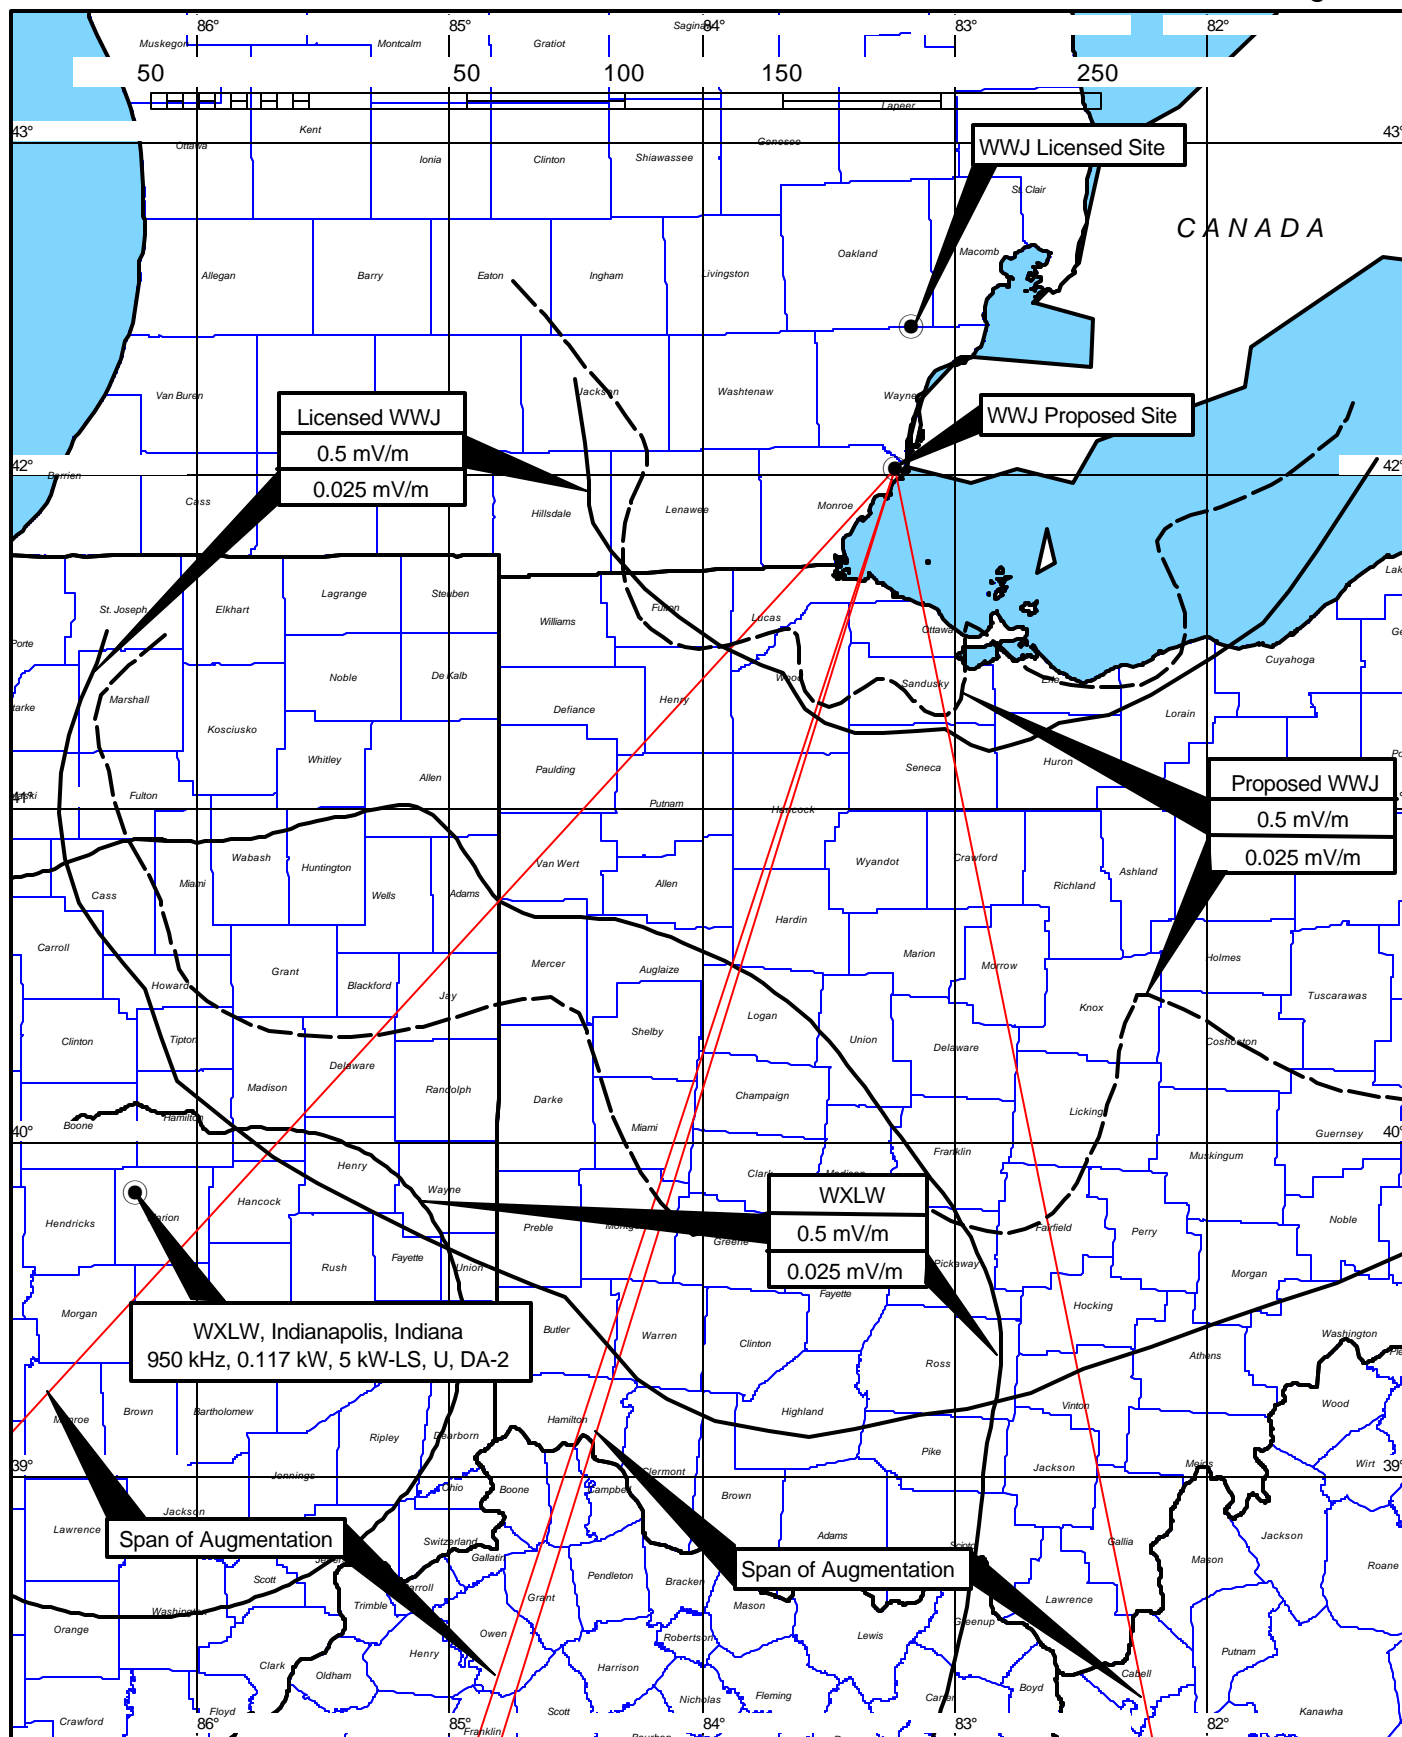 86°
85°
84°
83°
82°
Muskegon
Montcalm
Gratiot
50
50
100
150
250
Lapeer
43°
43°
Ottawa
Kent
Ionia
Clinton
Shiawassee
Genesee
WWJ Licensed Site
St. Clair
CANADA
Allegan
Barry
Eaton
Ingham
Livingston
Oakland
Macomb
Van Buren
Jackson
Washtenaw
Wayne
Licensed WWJ
0.5 mV/m
0.025 mV/m
WWJ Proposed Site
42°
42°
Berrien
Cass
Hillsdale
Lenawee
Monroe
St. Joseph
Elkhart
Lagrange
Steuben
Williams
Fulton
Lucas
Ottawa
Porte
Marshall
Noble
De Kalb
Defiance
Henry
Wood
Sandusky
Erie
Cuyahoga
Lorain
Kosciusko
Whitley
Allen
Paulding
Putnam
Hancock
Seneca
Huron
Fulton
41°
Proposed WWJ
0.5 mV/m
0.025 mV/m
Cass
Miami
Wabash
Huntington
Wells
Adams
Van Wert
Allen
Hardin
Wyandot
Crawford
Richland
Ashland
Carroll
Howard
Grant
Blackford
Jay
Mercer
Auglaize
Logan
Marion
Morrow
Knox
Holmes
Tuscarawas
Clinton
Tipton
Delaware
Shelby
Union
Delaware
Coshocton
Madison
Randolph
Darke
Miami
Champaign
Licking
Boone
Hamilton
40°
40°
Guernsey
Henry
Clark
Madison
Franklin
Muskingum
Hendricks
Marion
Hancock
Wayne
Preble
Greene
Fairfield
Perry
Noble
WXLW
0.5 mV/m
0.025 mV/m
Rush
Fayette
Union
Fayette
Pickaway
Morgan
Morgan
Hocking
WXLW, Indianapolis, Indiana
950 kHz, 0.117 kW, 5 kW-LS, U, DA-2
Butler
Warren
Clinton
Ross
Athens
Washington
Monroe
Brown
Bartholomew
Ripley
Dearborn
Hamilton
Highland
Vinton
Wood
Pike
Jennings
Ohio
Boone
Campbell
Clermont
Brown
Jackson
Meigs
Wirt
39°
Lawrence
Jackson
Span of Augmentation
Switzerland
Gallatin
Adams
Scioto
Gallia
Mason
Jackson
Roane
Span of Augmentation
Scott
Carroll
Trimble
Grant
Pendleton
Bracken
Mason
Lawrence
Washington
Orange
Owen
Robertson
Lewis
Greenup
Putnam
Clark
Oldham
Henry
Harrison
Nicholas
Fleming
Carter
Boyd
Cabell
Crawford
Floyd
Scott
Kanawha
86°
85°
84°
83°
82°
Franklin